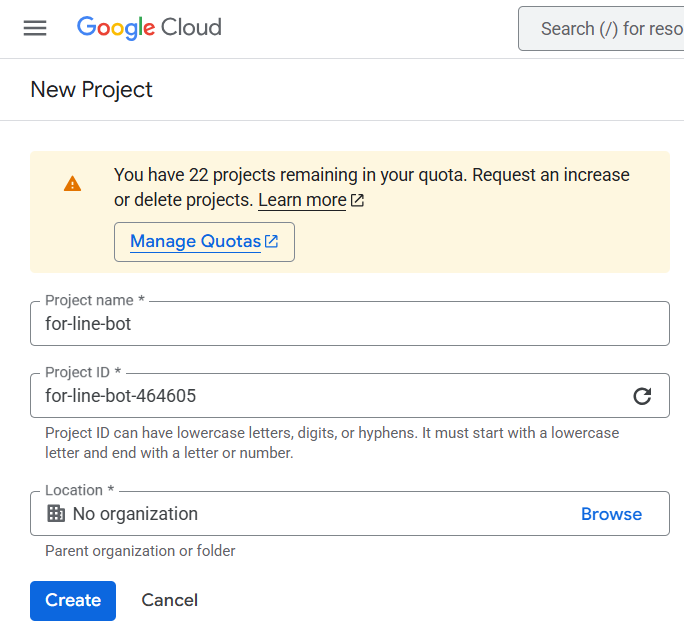 Google Cloud
Search (/) for reso
New Project
You have 22 projects remaining in your quota. Request an increase
or delete projects. Learn more
Manage Quotas
Project name *
for-line-bot
Project ID *
for-line-bot-464605
Project ID can have lowercase letters, digits, or hyphens. It must start with a lowercase
letter and end with a letter or number.
Location *
No organization
Browse
Parent organization or folder
Create
Cancel